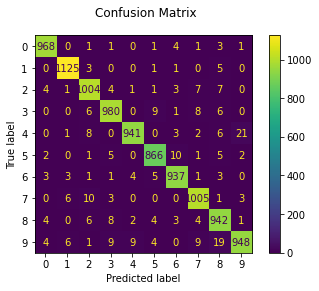 Confusion Matrix
0 968 0 1 1 0 1 4 1 3 1
1 0 1125 3 0 0 1 1 0 5 0
2 4 1 1004 4 1 1 3 7 7 0
3 0 0 6 980 0 9 1 8 6 0
4 0 1 8 0 941 0 3 2 6 21
5 2 0 1 5 0 866 10 1 5 2
6 3 3 1 1 4 5 937 1 3 0
7 0 6 10 3 0 0 0 1005 1 3
8 4 0 6 8 2 4 3 4 942 1
9 4 6 1 9 9 4 0 9 19 948
0 1 2 3 4 5 6 7 8 9
Predicted label
True label
1000
800
600
400
200
0